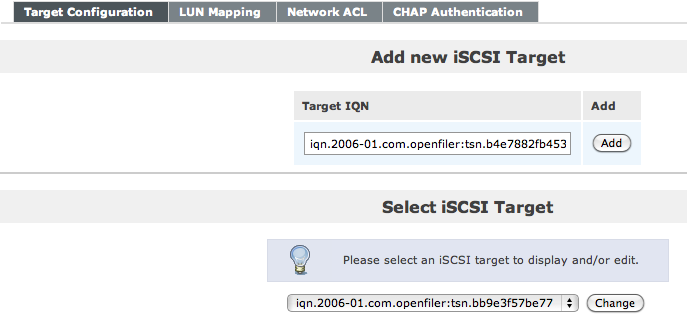 Target Configuration LUN Mapping Network ACL CHAP Authentication
Add new iSCSI Target
Target IQN Add
iqn.2006-01.com.openfiler:tsn.b4e7882fb453 Add
Select iSCSI Target
Please select an iSCSI target to display and/or edit.
iqn.2006-01.com.openfiler:tsn.bb9e3f57be77 Change